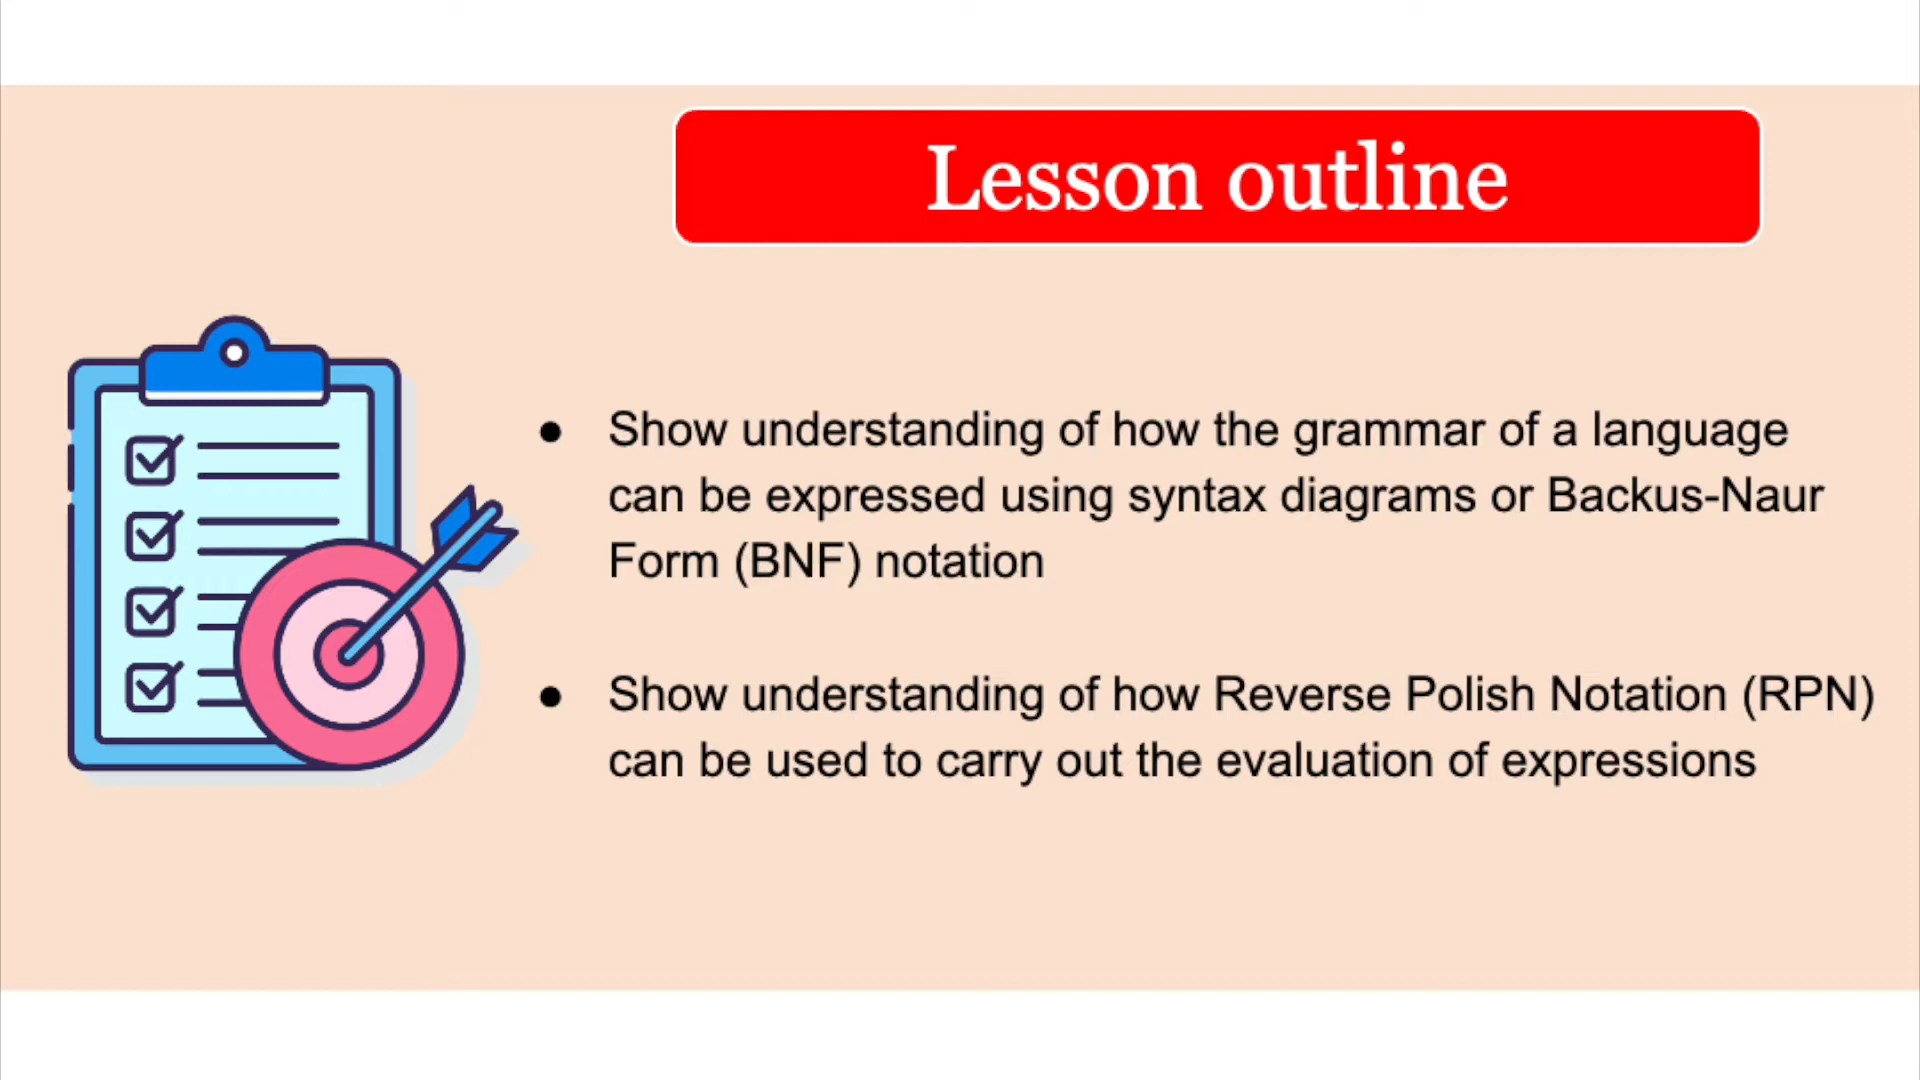 Lesson outline
● Show understanding of how the grammar of a language
can be expressed using syntax diagrams or Backus-Naur
Form (BNF) notation
● Show understanding of how Reverse Polish Notation (RPN)
can be used to carry out the evaluation of expressions